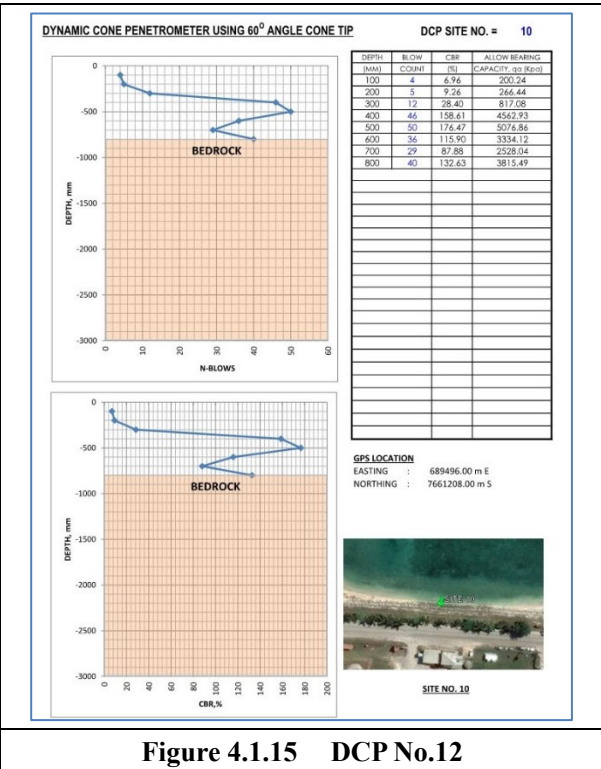 DYNAMIC CONE PENETROMETER USING 60⁰ ANGLE CONE TIP
DCP SITE NO. = 10
0
-500
-1000
-1500
-2000
-2500
-3000
DEPTH, mm
BEDROCK
0 10 20 30 40 50 60
N-BLOWS
DEPTH BLOW CBR ALLOW BEARING
(MM) COUNT (%) CAPACITY, qa (Kpa)
100 4 6.96 200.24
200 5 9.26 266.44
300 12 28.40 817.08
400 46 158.61 4562.93
500 50 176.47 5076.86
600 36 115.90 3334.12
700 29 87.88 2528.04
800 40 132.63 3815.49
0
-500
-1000
-1500
-2000
-2500
-3000
DEPTH, mm
BEDROCK
0 20 40 60 80 100 120 140 160 180 200
CBR,%
GPS LOCATION
EASTING : 689496.00 m E
NORTHING : 7661208.00 m S
SITE 10
SITE NO. 10
Figure 4.1.15 DCP No.12